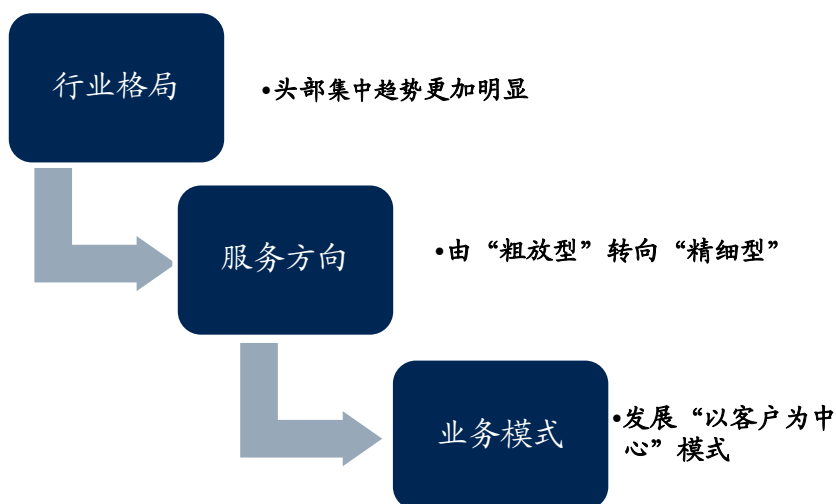 行业格局
•头部集中趋势更加明显
服务方向
•由“粗放型”转向“精细型”
业务模式
•发展“以客户为中
心”模式